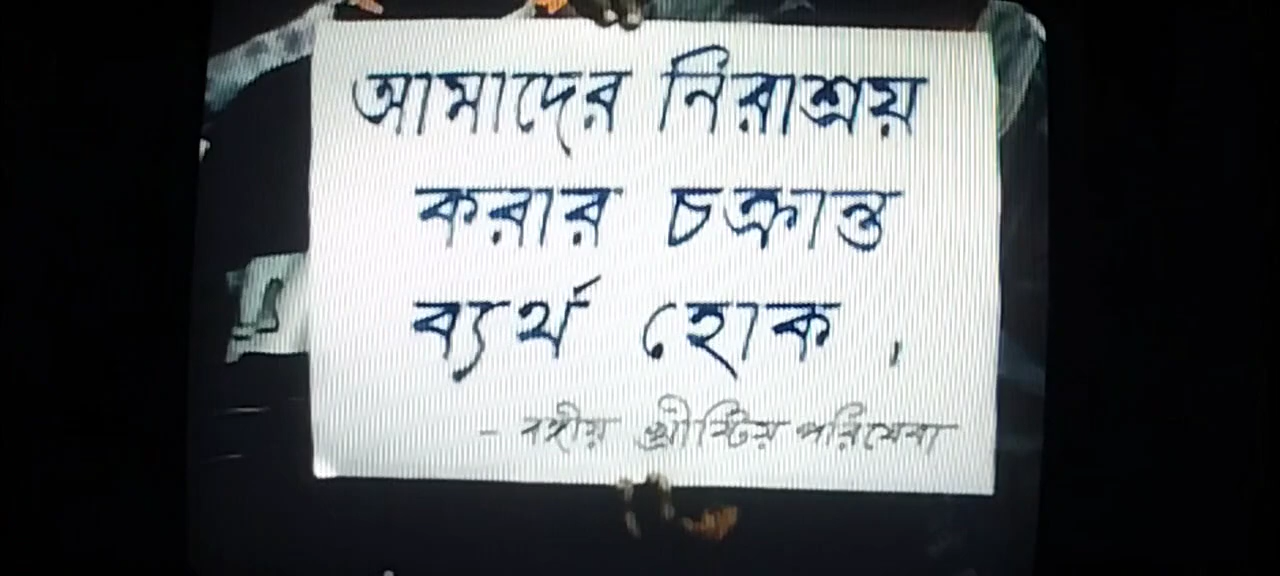 আমাদের নিরাশ্রয়
করার চক্রান্ত
ব্যর্থ হোক ,
- বঙ্গীয় খ্রীস্টিয় পরিষেবা